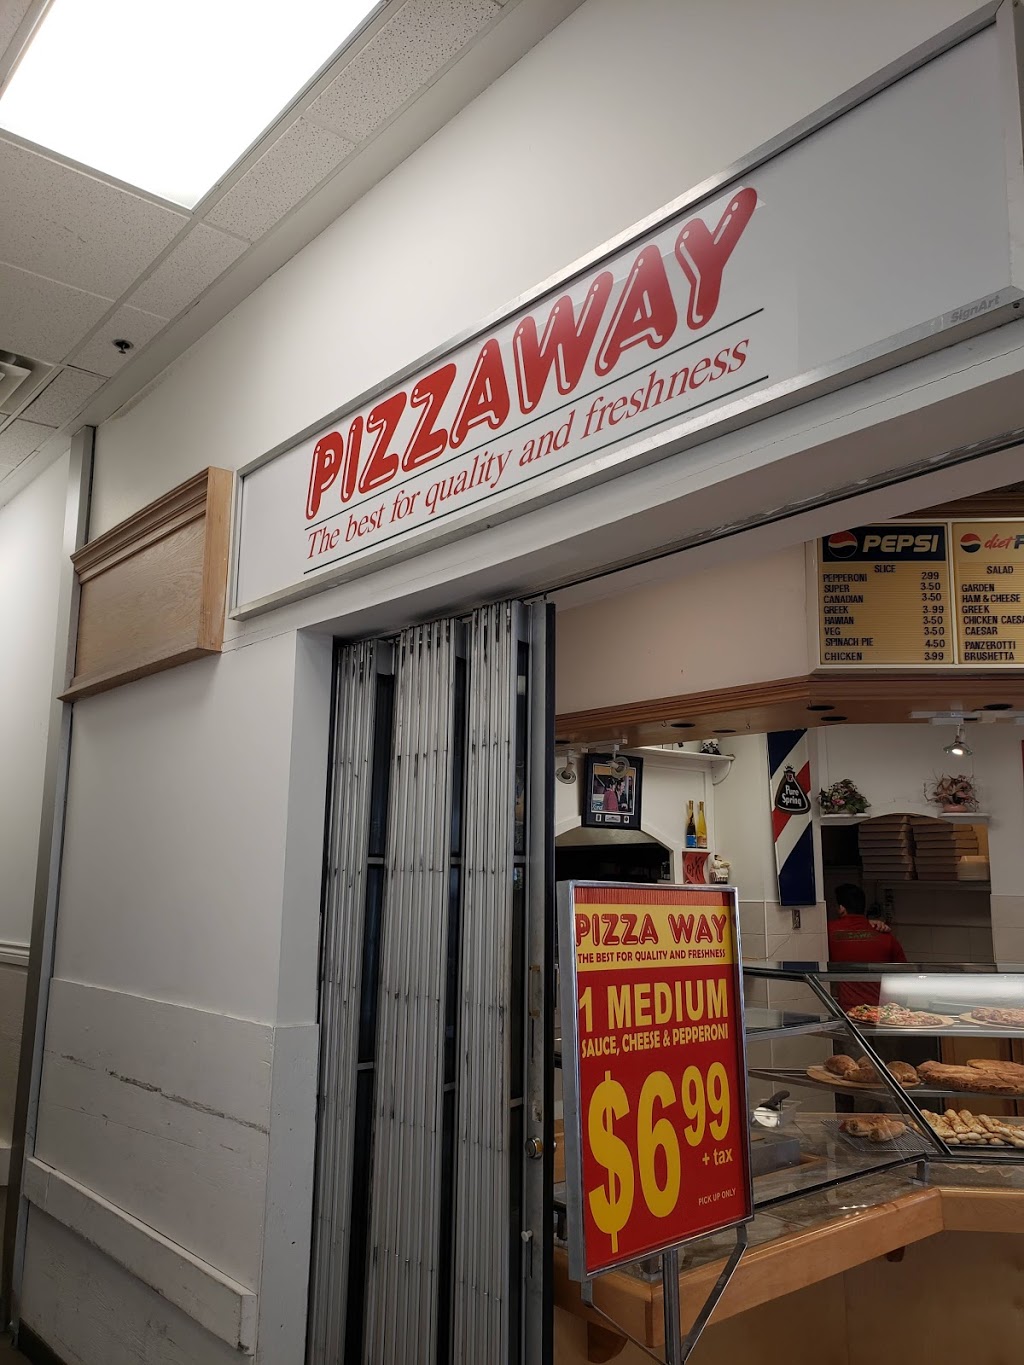 PIZZAWAY
The best for quality and freshness
SignArt
PEPSI
SLICE
PEPPERONI 2.99
SUPER 3.50
CANADIAN 3.50
GREEK 3.99
HAWIAN 3.50
VEG 3.50
SPINACH PIE 4.50
CHICKEN 3.99
diet
SALAD
GARDEN
HAM & CHEESE
GREEK
CHICKEN
CAESAR
PANZEROTTI
BRUSHETTA
Pure
Spring
PIZZA WAY
THE BEST FOR QUALITY AND FRESHNESS
1 MEDIUM
SAUCE, CHEESE & PEPPERONI
$6.99
+ tax
PICK UP ONLY